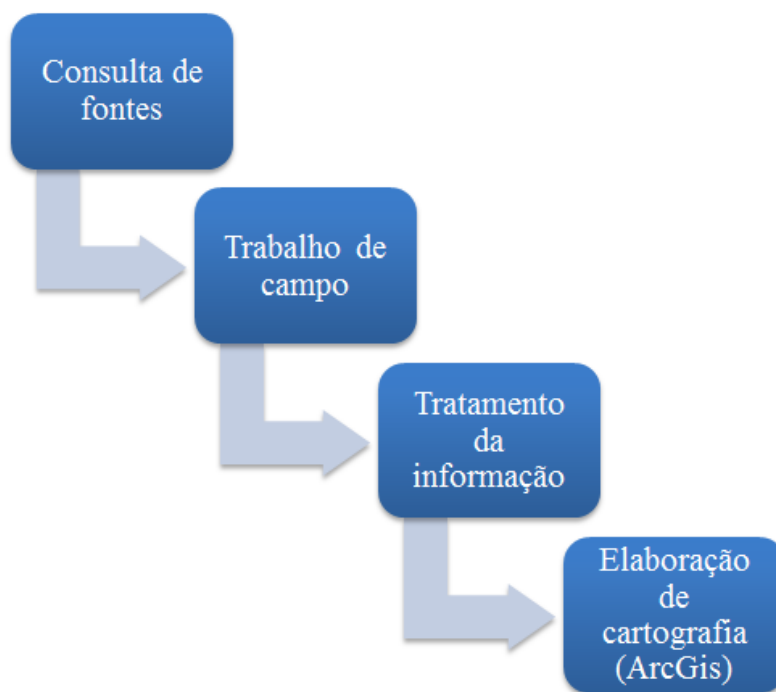 Consulta de
fontes
Trabalho de
campo
Tratamento
da
informação
Elaboração
de
cartografia
(ArcGis)